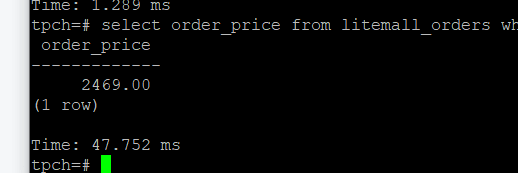 Time: 1.289 ms
tpch=# select order_price from litemall_orders wh
order_price
-------------
2469.00
(1 row)
Time: 47.752 ms
tpch=#